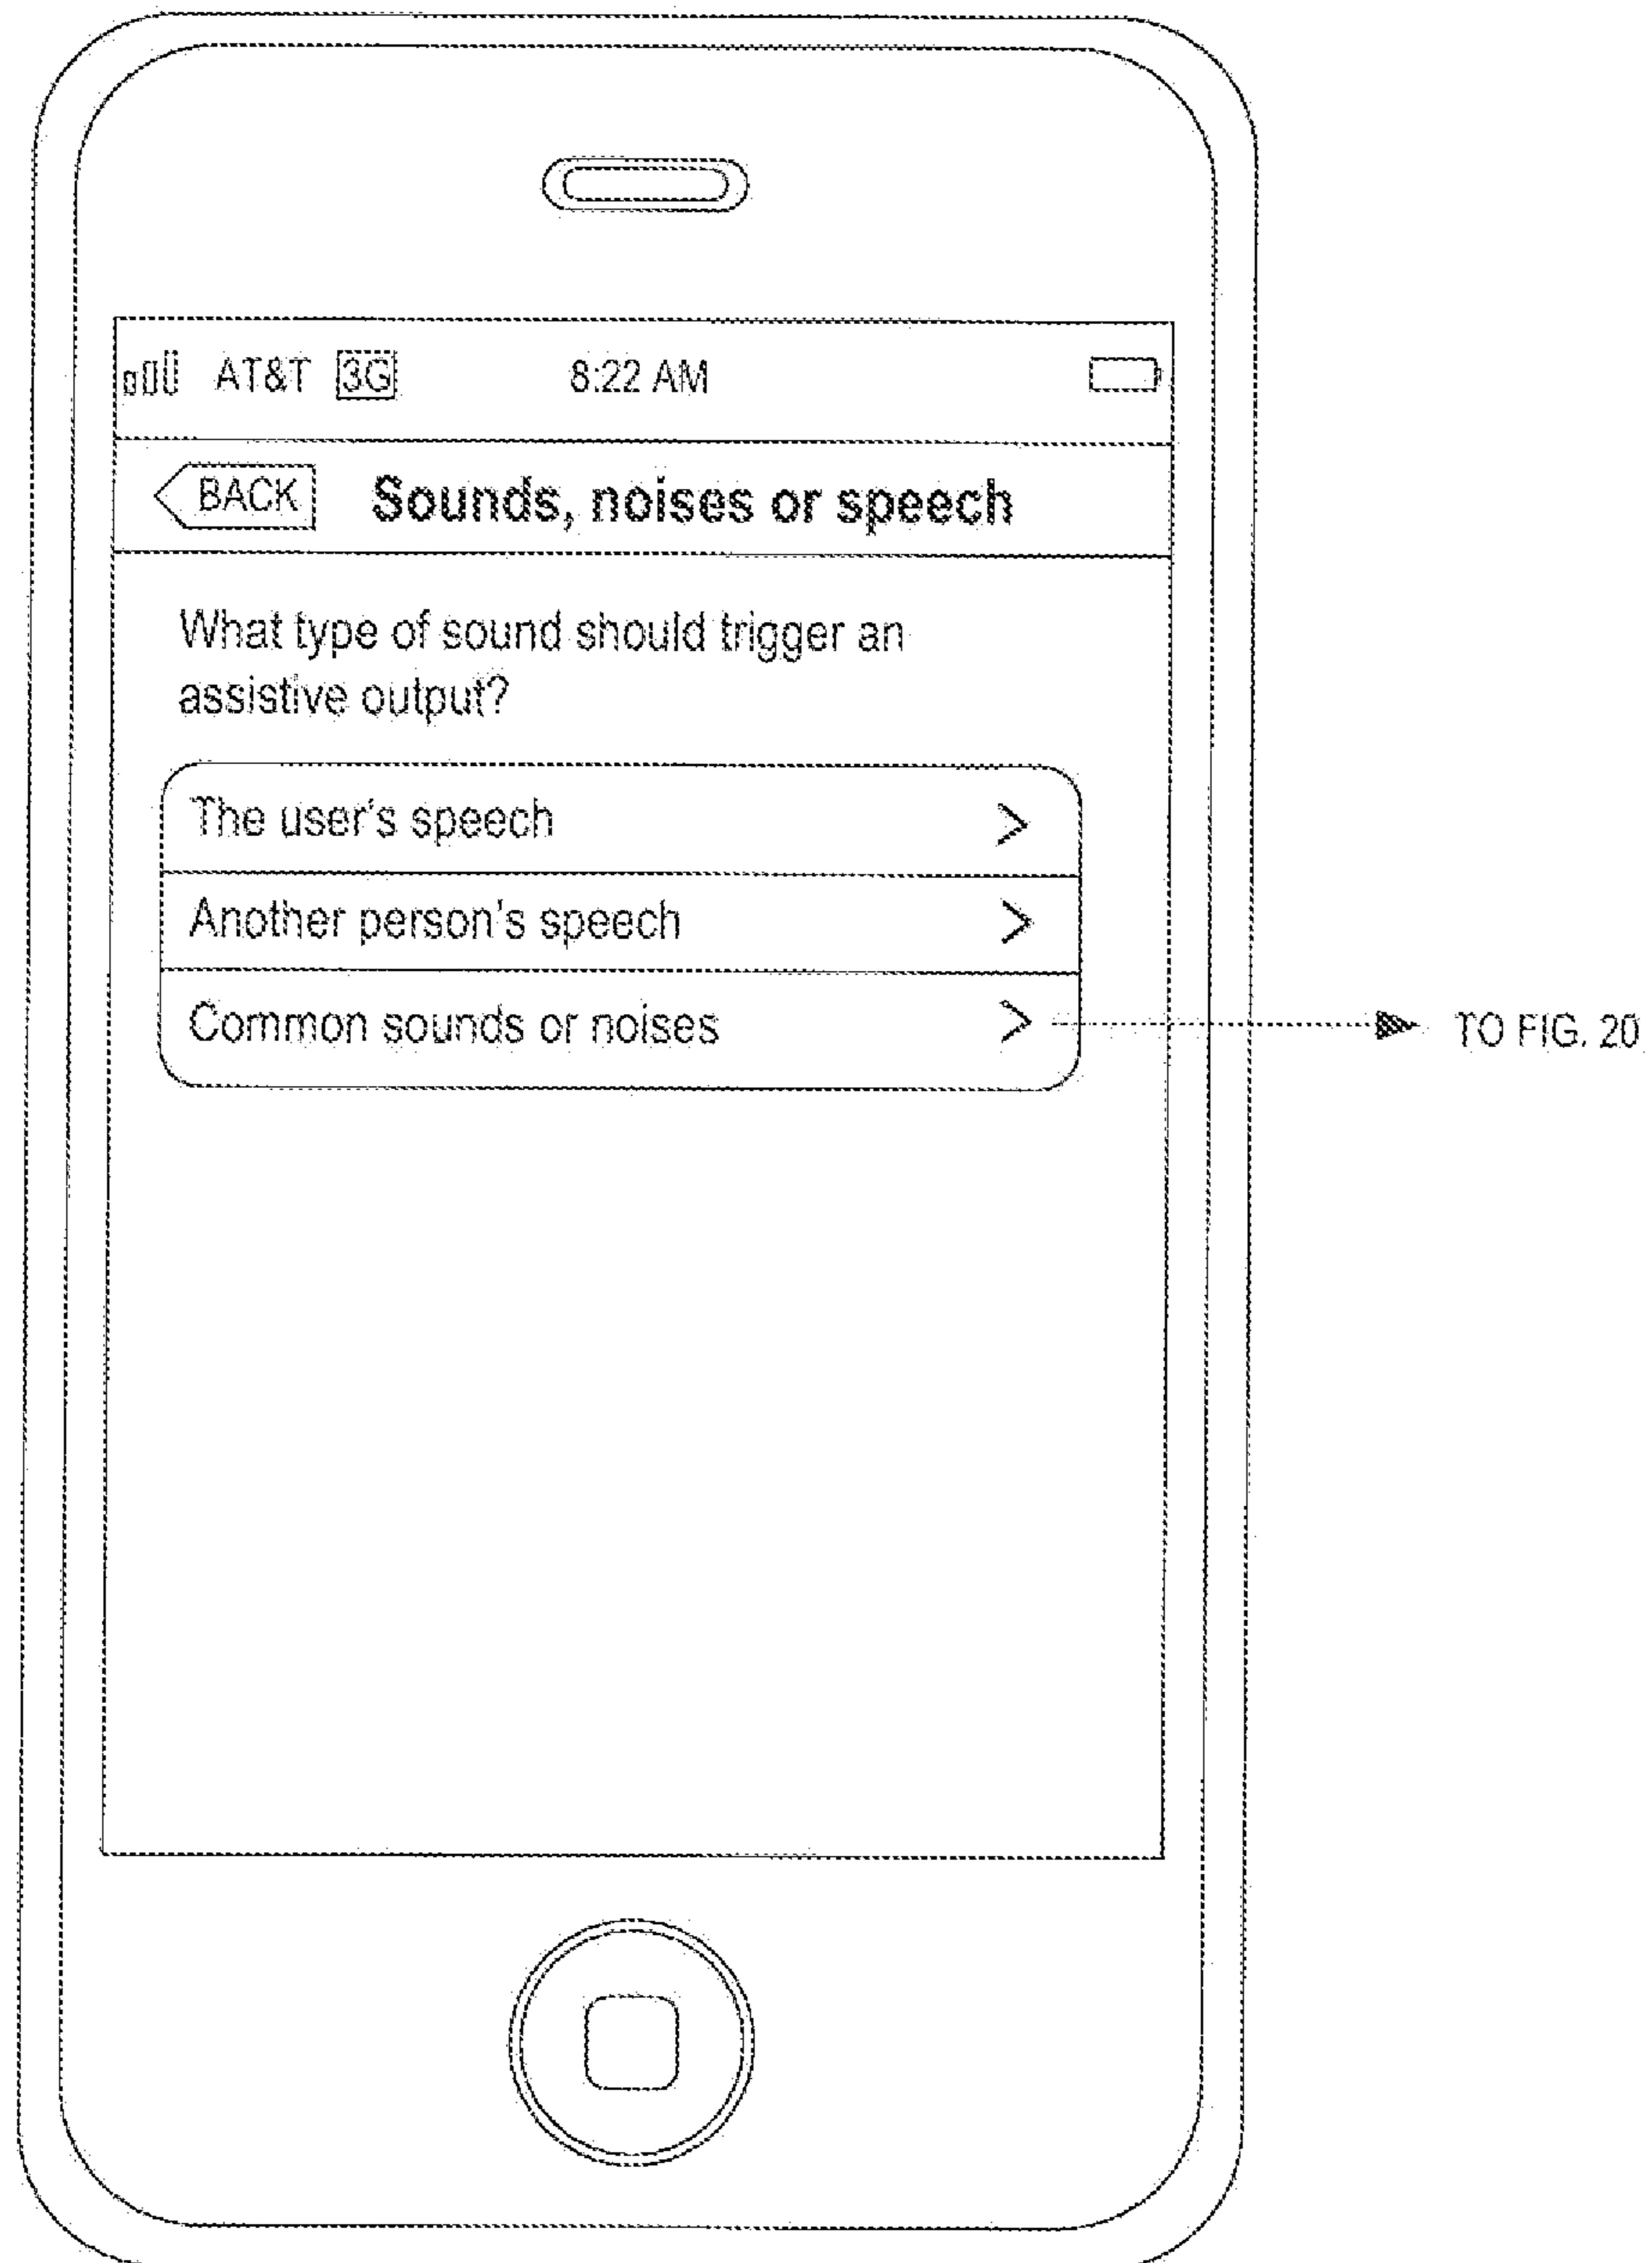 AT&T 3G 8:22 AM
BACK Sounds, noises or speech
What type of sound should trigger an
assistive output?
The user's speech >
Another person's speech >
Common sounds or noises > TO FIG. 20